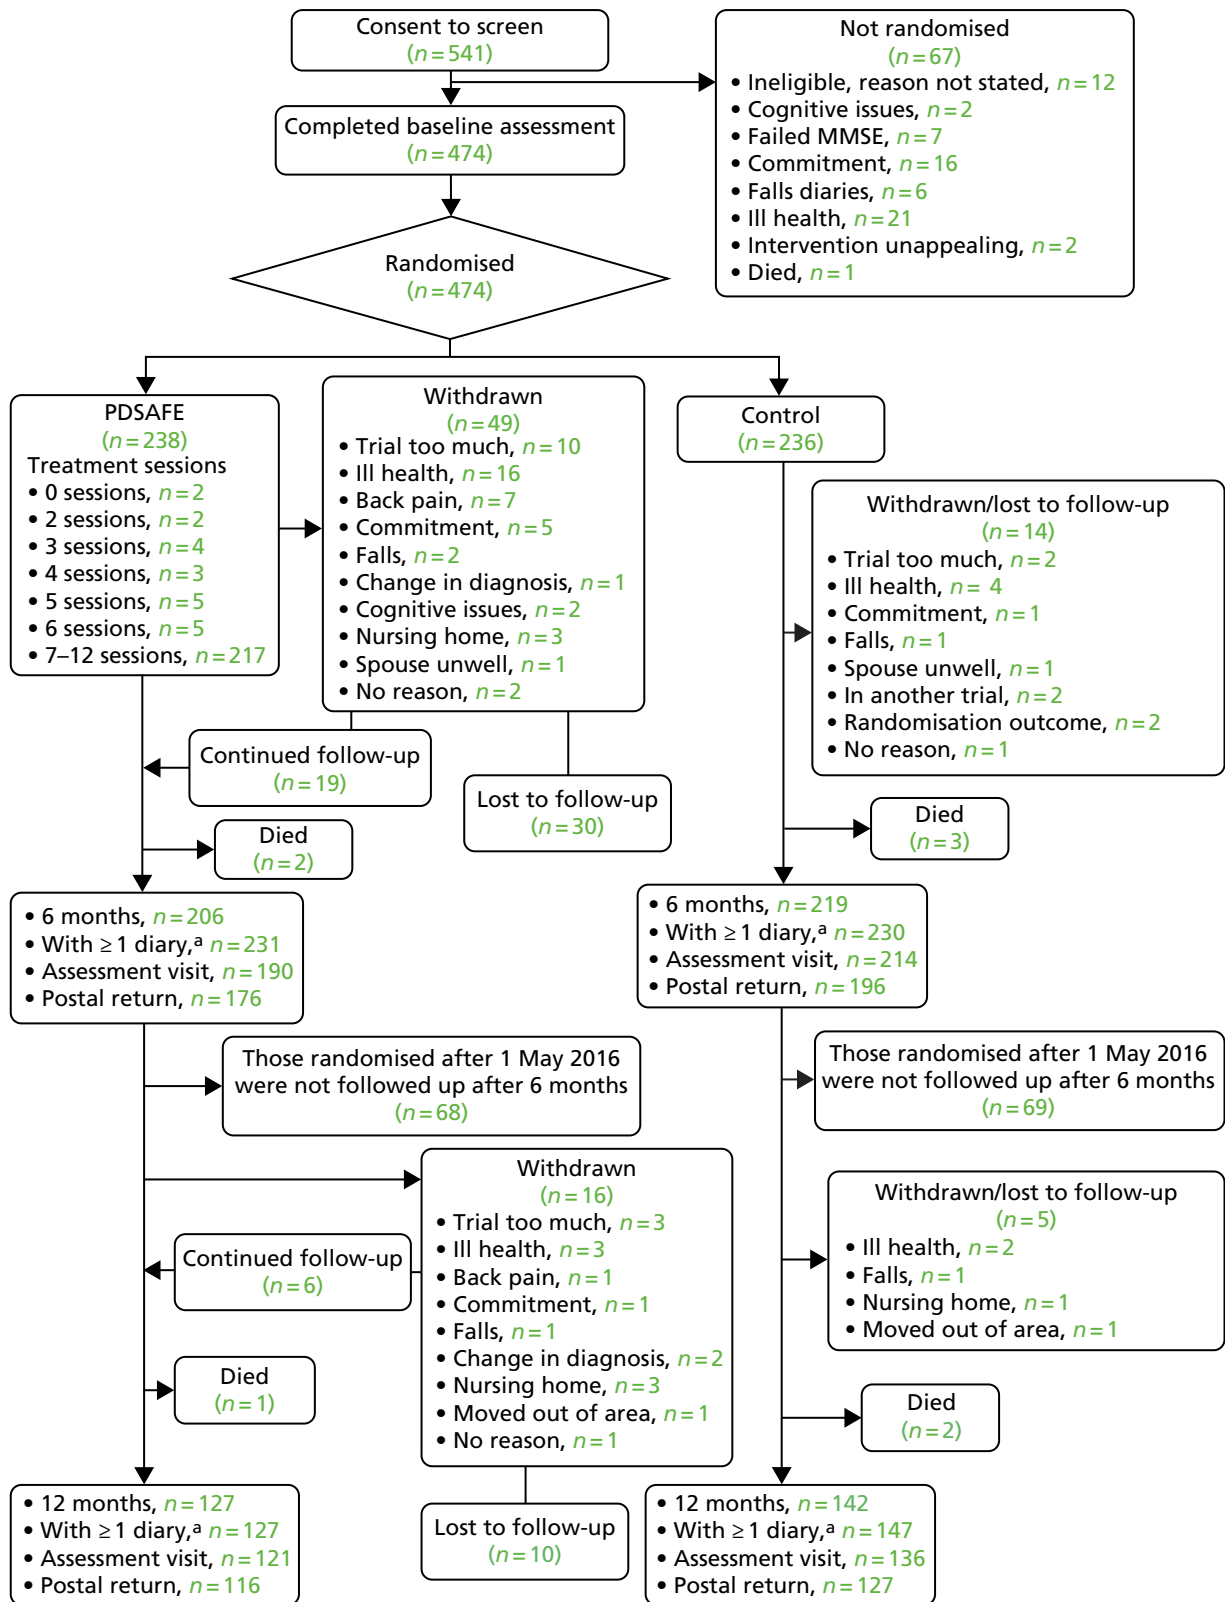 Consent to screen
(n=541)
Not randomised
(n=67)
• Ineligible, reason not stated, n=12
• Cognitive issues, n=2
• Failed MMSE, n=7
• Commitment, n=16
• Falls diaries, n=6
• Ill health, n=21
• Intervention unappealing, n=2
• Died, n=1
Completed baseline assessment
(n=474)
Randomised
(n=474)
PDSAFE
(n=238)
Treatment sessions
• 0 sessions, n=2
• 2 sessions, n=2
• 3 sessions, n=4
• 4 sessions, n=3
• 5 sessions, n=5
• 6 sessions, n=5
• 7–12 sessions, n=217
Withdrawn
(n=49)
• Trial too much, n=10
• Ill health, n=16
• Back pain, n=7
• Commitment, n=5
• Falls, n=2
• Change in diagnosis, n=1
• Cognitive issues, n=2
• Nursing home, n=3
• Spouse unwell, n=1
• No reason, n=2
Control
(n=236)
Withdrawn/lost to follow-up
(n=14)
• Trial too much, n=2
• Ill health, n= 4
• Commitment, n=1
• Falls, n=1
• Spouse unwell, n=1
• In another trial, n=2
• Randomisation outcome, n=2
• No reason, n=1
Continued follow-up
(n=19)
Lost to follow-up
(n=30)
Died
(n=2)
Died
(n=3)
• 6 months, n=206
• With ≥ 1 diary,ª n=231
• Assessment visit, n=190
• Postal return, n=176
• 6 months, n=219
• With ≥ 1 diary,ª n=230
• Assessment visit, n=214
• Postal return, n=196
Those randomised after 1 May 2016
were not followed up after 6 months
(n=68)
Those randomised after 1 May 2016
were not followed up after 6 months
(n=69)
Withdrawn
(n=16)
• Trial too much, n=3
• Ill health, n=3
• Back pain, n=1
• Commitment, n=1
• Falls, n=1
• Change in diagnosis, n=2
• Nursing home, n=3
• Moved out of area, n=1
• No reason, n=1
Continued follow-up
(n=6)
Withdrawn/lost to follow-up
(n=5)
• Ill health, n=2
• Falls, n=1
• Nursing home, n=1
• Moved out of area, n=1
Died
(n=1)
Died
(n=2)
• 12 months, n=127
• With ≥ 1 diary,ª n=127
• Assessment visit, n=121
• Postal return, n=116
Lost to follow-up
(n=10)
• 12 months, n=142
• With ≥ 1 diary,ª n=147
• Assessment visit, n=136
• Postal return, n=127